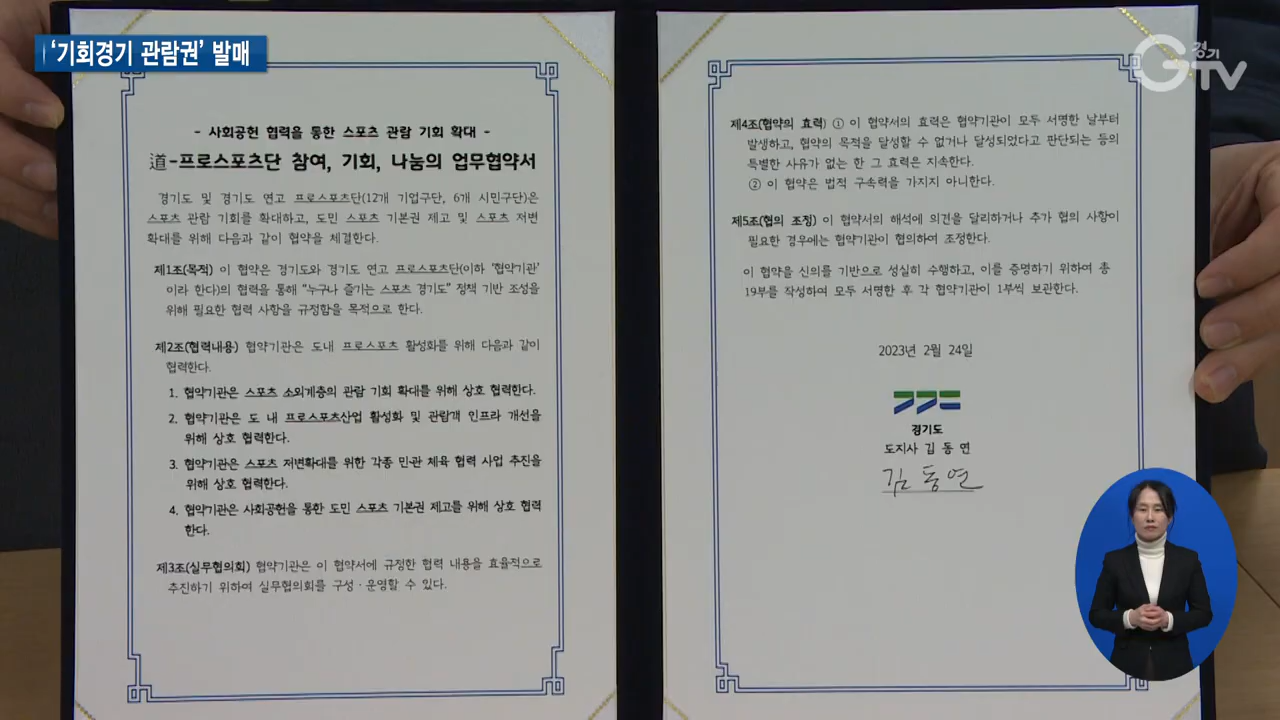 ‘기회경기 관람권’ 발매
경기
GTV
- 사회공헌 협력을 통한 스포츠 관람 기회 확대 -
道-프로스포츠단 참여, 기회, 나눔의 업무협약서
경기도 및 경기도 연고 프로스포츠단(12개 기업구단, 6개 시민구단)은
스포츠 관람 기회를 확대하고, 도민 스포츠 기본권 제고 및 스포츠 저변
확대를 위해 다음과 같이 협약을 체결한다.
제1조(목적) 이 협약은 경기도와 경기도 연고 프로스포츠단(이하 ‘협약기관’
이라 한다)의 협력을 통해 “누구나 즐기는 스포츠 경기도” 정책 기반 조성을
위해 필요한 협력 사항을 규정함을 목적으로 한다.
제2조(협력내용) 협약기관은 도내 프로스포츠 활성화를 위해 다음과 같이
협력한다.
1. 협약기관은 스포츠 소외계층의 관람 기회 확대를 위해 상호 협력한다.
2. 협약기관은 도 내 프로스포츠산업 활성화 및 관람객 인프라 개선을
위해 상호 협력한다.
3. 협약기관은 스포츠 저변확대를 위한 각종 민관 체육 협력 사업 추진을
위해 상호 협력한다.
4. 협약기관은 사회공헌을 통한 도민 스포츠 기본권 제고를 위해 상호 협력
한다.
제3조(실무협의회) 협약기관은 이 협약서에 규정한 협력 내용을 효율적으로
추진하기 위하여 실무협의회를 구성·운영할 수 있다.
제4조(협약의 효력) ① 이 협약서의 효력은 협약기관이 모두 서명한 날부터
발생하고, 협약의 목적을 달성할 수 없거나 달성되었다고 판단되는 등의
특별한 사유가 없는 한 그 효력은 지속한다.
② 이 협약은 법적 구속력을 가지지 아니한다.
제5조(협의 조정) 이 협약서의 해석에 의견을 달리하거나 추가 협의 사항이
필요한 경우에는 협약기관이 협의하여 조정한다.
이 협약을 신의를 기반으로 성실히 수행하고, 이를 증명하기 위하여 총
19부를 작성하여 모두 서명한 후 각 협약기관이 1부씩 보관한다.
2023년 2월 24일
경기도
도지사 김 동 연
김 동 연